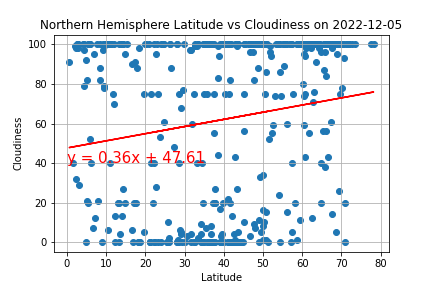 Northern Hemisphere Latitude vs Cloudiness on 2022-12-05
100
80
60
40
20
0
Cloudiness
y = 0.36x + 47.61
0 10 20 30 40 50 60 70 80
Latitude